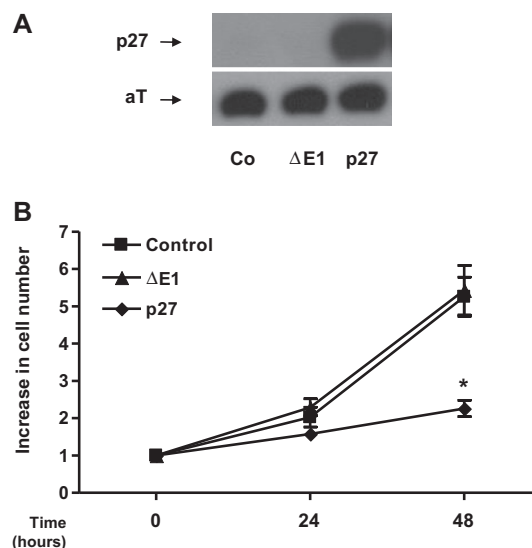 A
p27
aT
Co ΔE1 p27
B
Increase in cell number
7
6
5
4
3
2
1
0
Control
ΔE1
p27
*
Time
(hours)
0 24 48